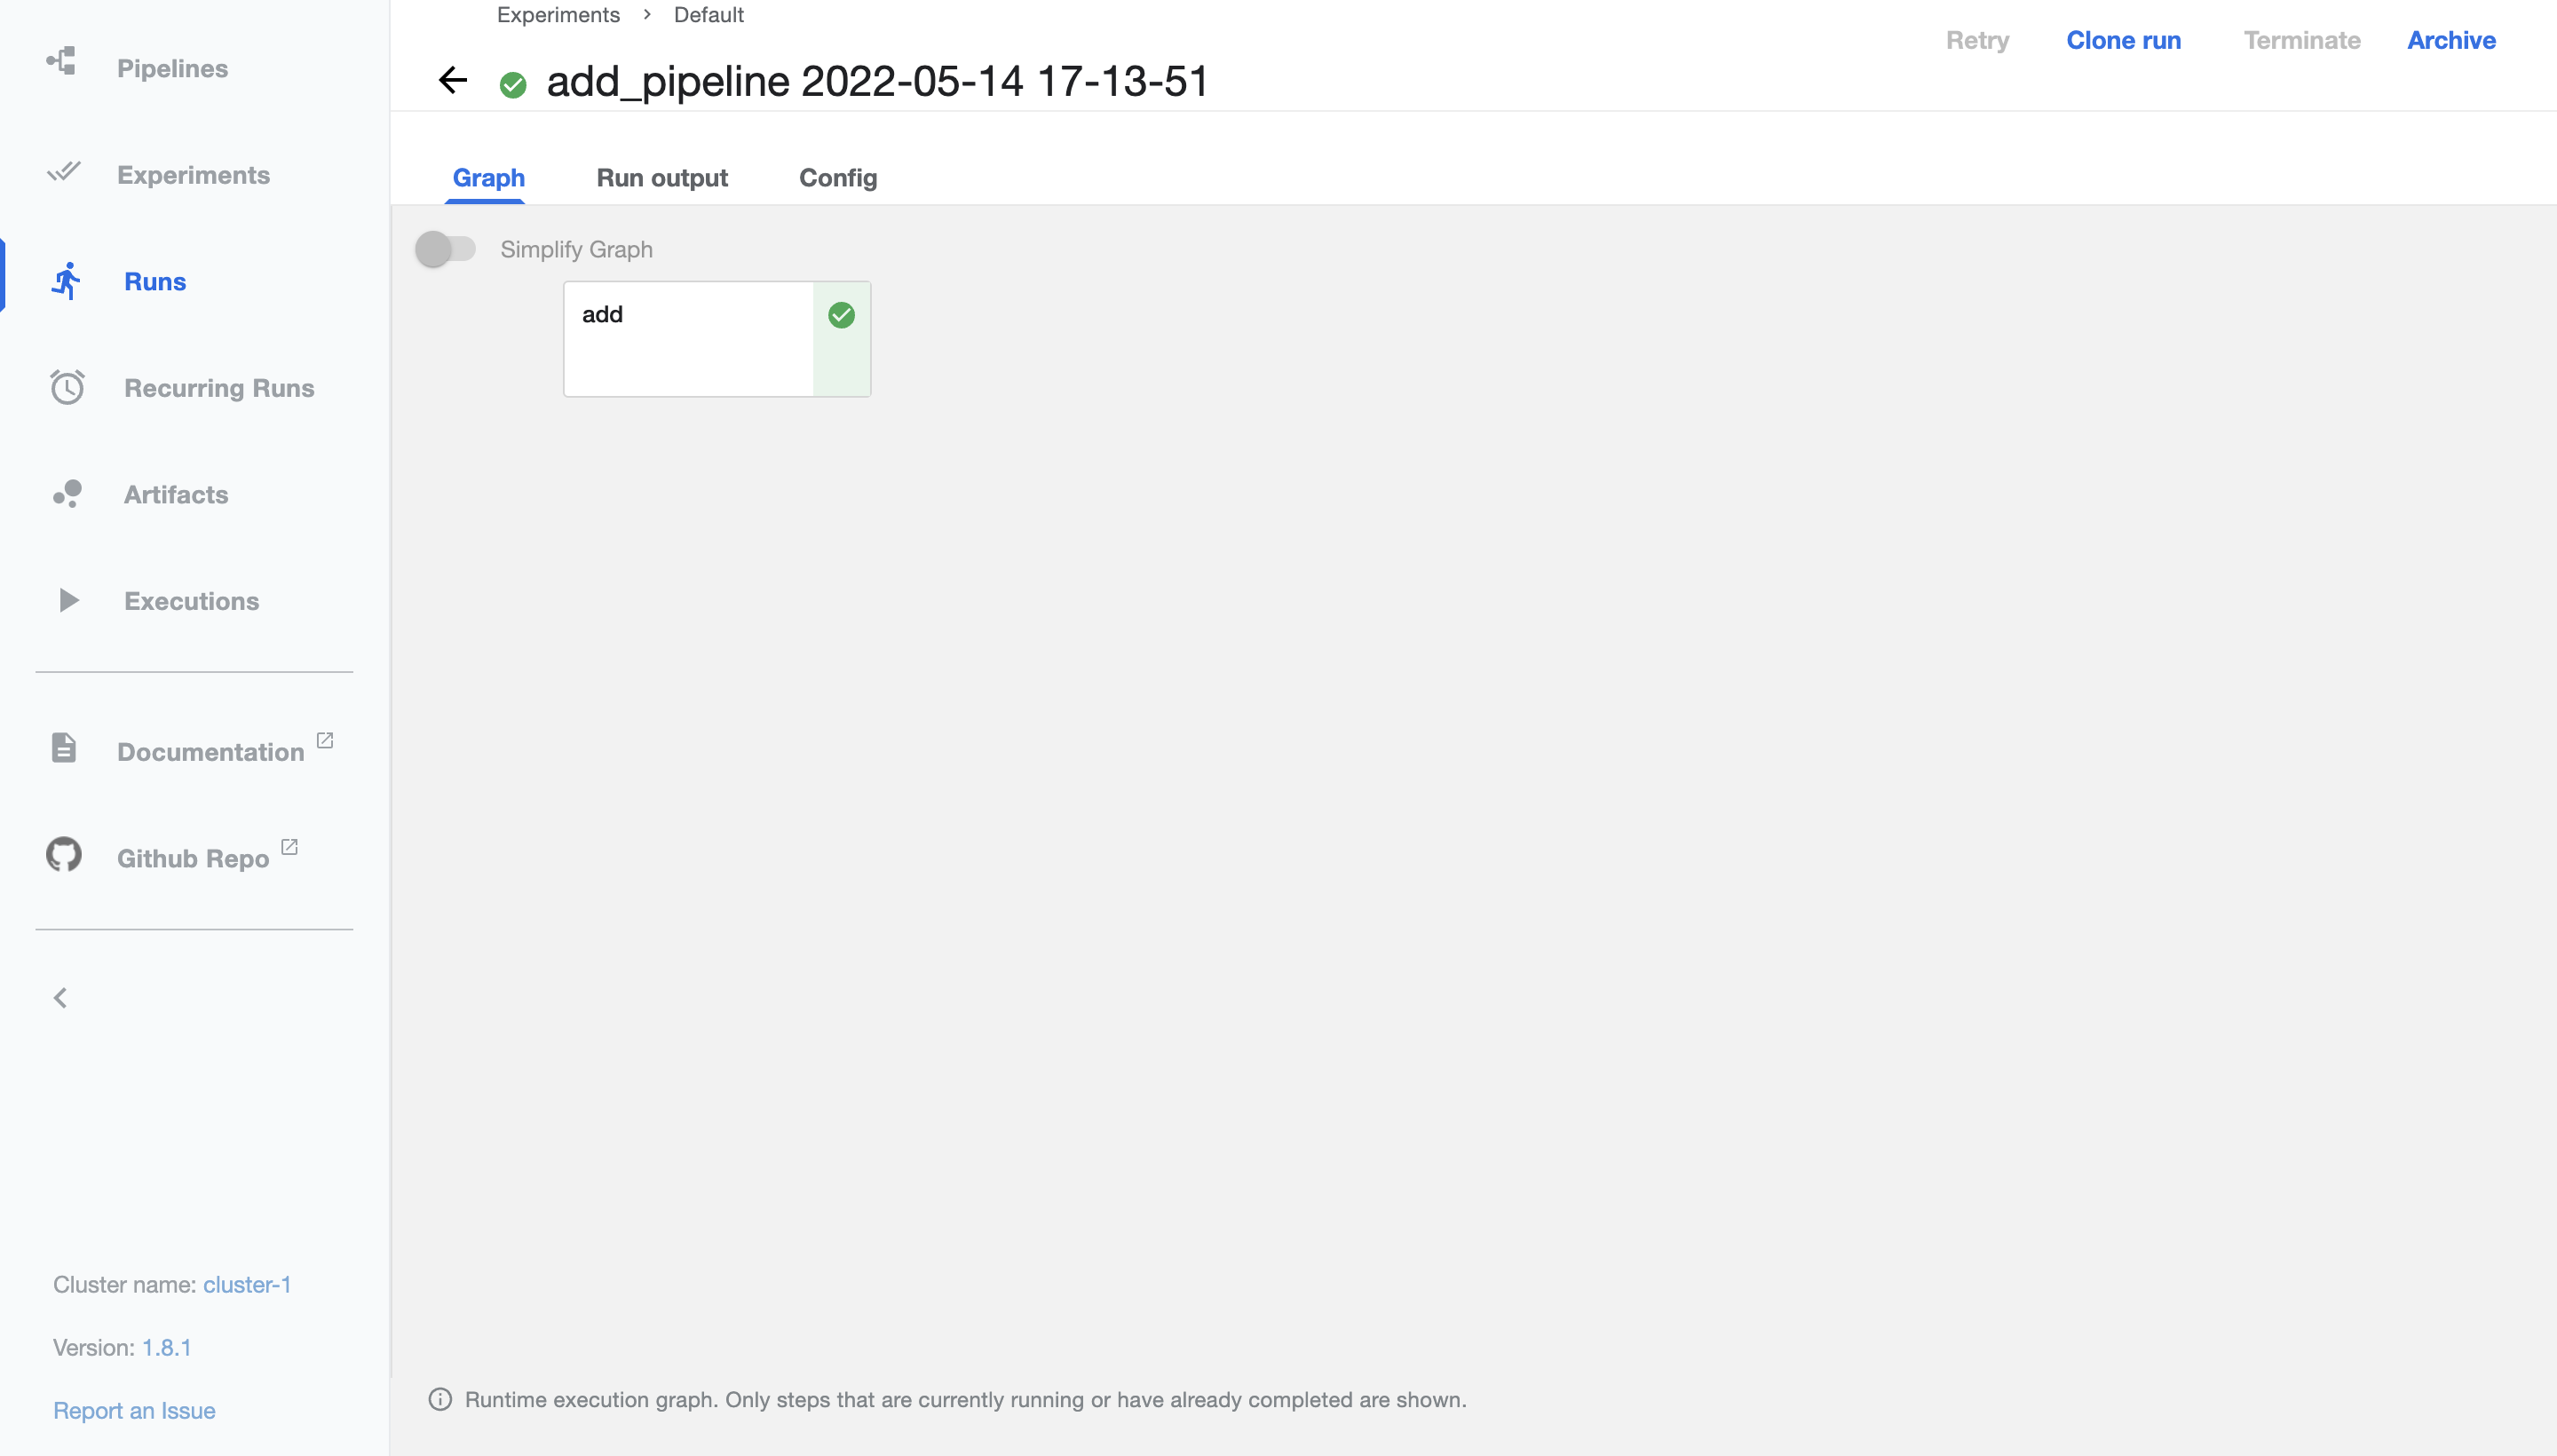 Pipelines
Experiments
Runs
Recurring Runs
Artifacts
Executions
Documentation
Github Repo
Cluster name: cluster-1
Version: 1.8.1
Report an Issue
Experiments > Default
add_pipeline 2022-05-14 17-13-51
Retry Clone run Terminate Archive
Graph Run output Config
Simplify Graph
add
Runtime execution graph. Only steps that are currently running or have already completed are shown.